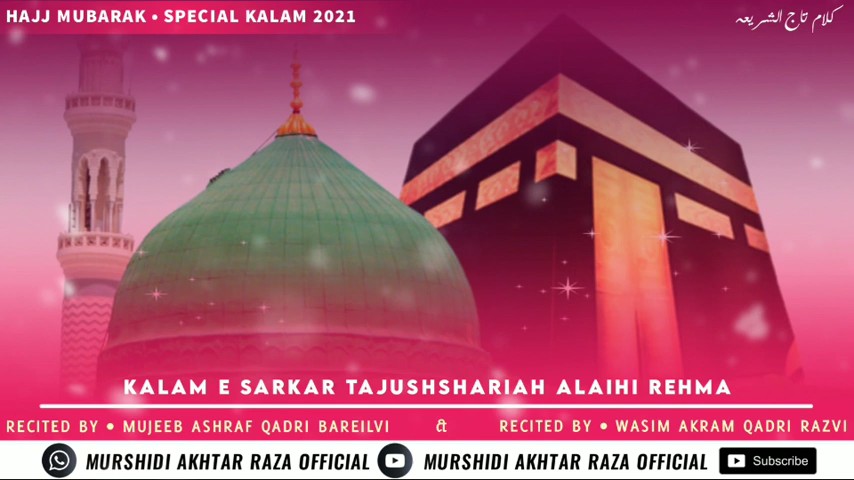 HAJJ MUBARAK • SPECIAL KALAM 2021
کلام تاج الشریعہ
KALAM E SARKAR TAJUSHSHARIAH ALAIHI REHMA
RECITED BY • MUJEEB ASHRAF QADRI BAREILVI & RECITED BY • WASIM AKRAM QADRI RAZVI
MURSHIDI AKHTAR RAZA OFFICIAL MURSHIDI AKHTAR RAZA OFFICIAL Subscribe